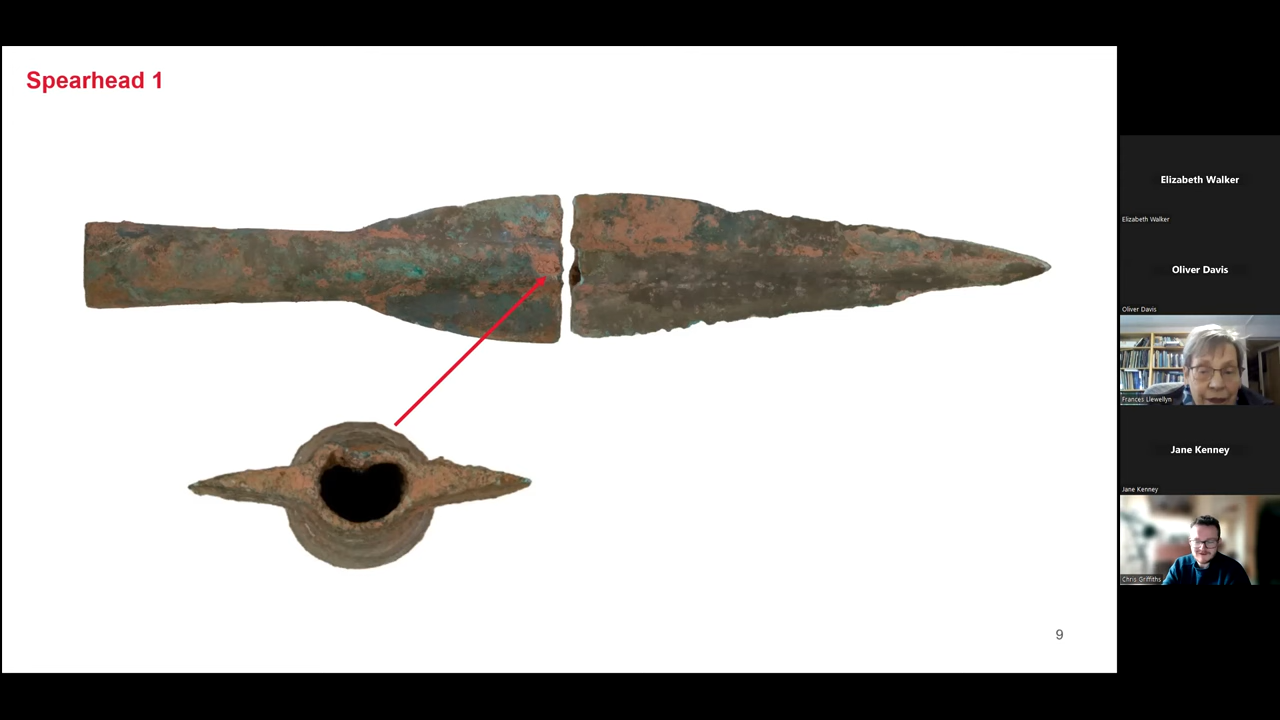 Spearhead 1
9
Elizabeth Walker
Elizabeth Walker
Oliver Davis
Oliver Davis
Frances Llewellyn
Jane Kenney
Jane Kenney
Chris Griffiths